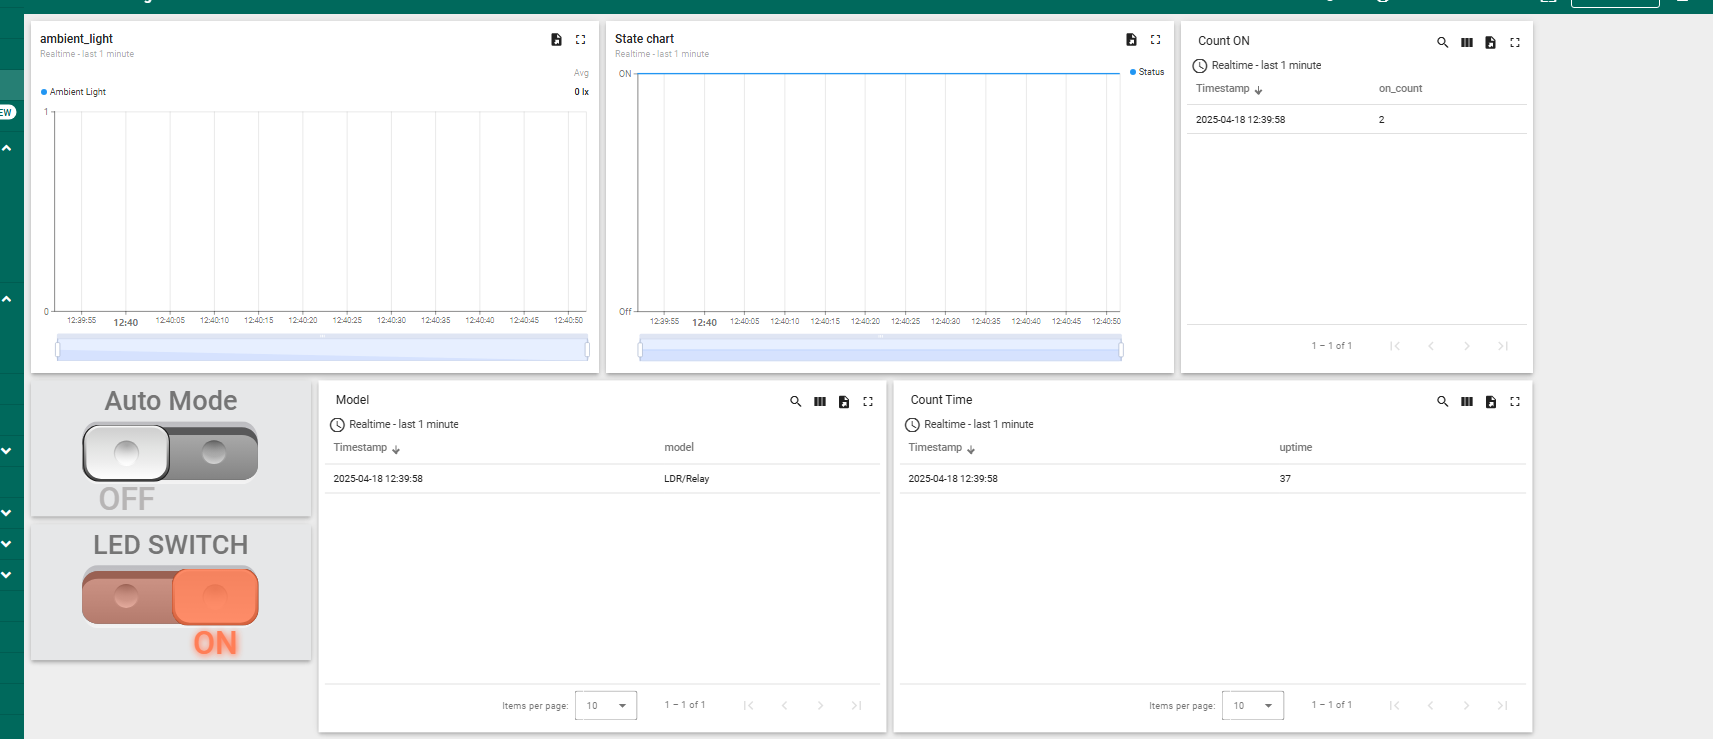 EW
ambient_light
Realtime - last 1 minute
Avg
Ambient Light 0 lx
1
0
12:39:55 12:40 12:40:05 12:40:10 12:40:15 12:40:20 12:40:25 12:40:30 12:40:35 12:40:40 12:40:45 12:40:50
State chart
Realtime - last 1 minute
ON
Status
Off
12:39:55 12:40 12:40:05 12:40:10 12:40:15 12:40:20 12:40:25 12:40:30 12:40:35 12:40:40 12:40:45 12:40:50
Count ON
Realtime - last 1 minute
Timestamp on_count
2025-04-18 12:39:58 2
1 – 1 of 1
Auto Mode
OFF
LED SWITCH
ON
Model
Realtime - last 1 minute
Timestamp model
2025-04-18 12:39:58 LDR/Relay
Items per page: 10 1 – 1 of 1
Count Time
Realtime - last 1 minute
Timestamp uptime
2025-04-18 12:39:58 37
Items per page: 10 1 – 1 of 1